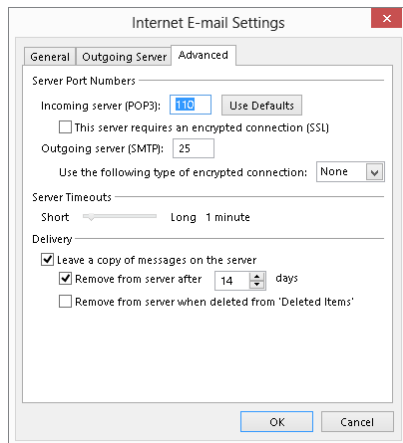 Internet E-mail Settings
General Outgoing Server Advanced
Server Port Numbers
Incoming server (POP3): 110 Use Defaults
This server requires an encrypted connection (SSL)
Outgoing server (SMTP): 25
Use the following type of encrypted connection: None
Server Timeouts
Short Long 1 minute
Delivery
Leave a copy of messages on the server
Remove from server after 14 days
Remove from server when deleted from 'Deleted Items'
OK Cancel